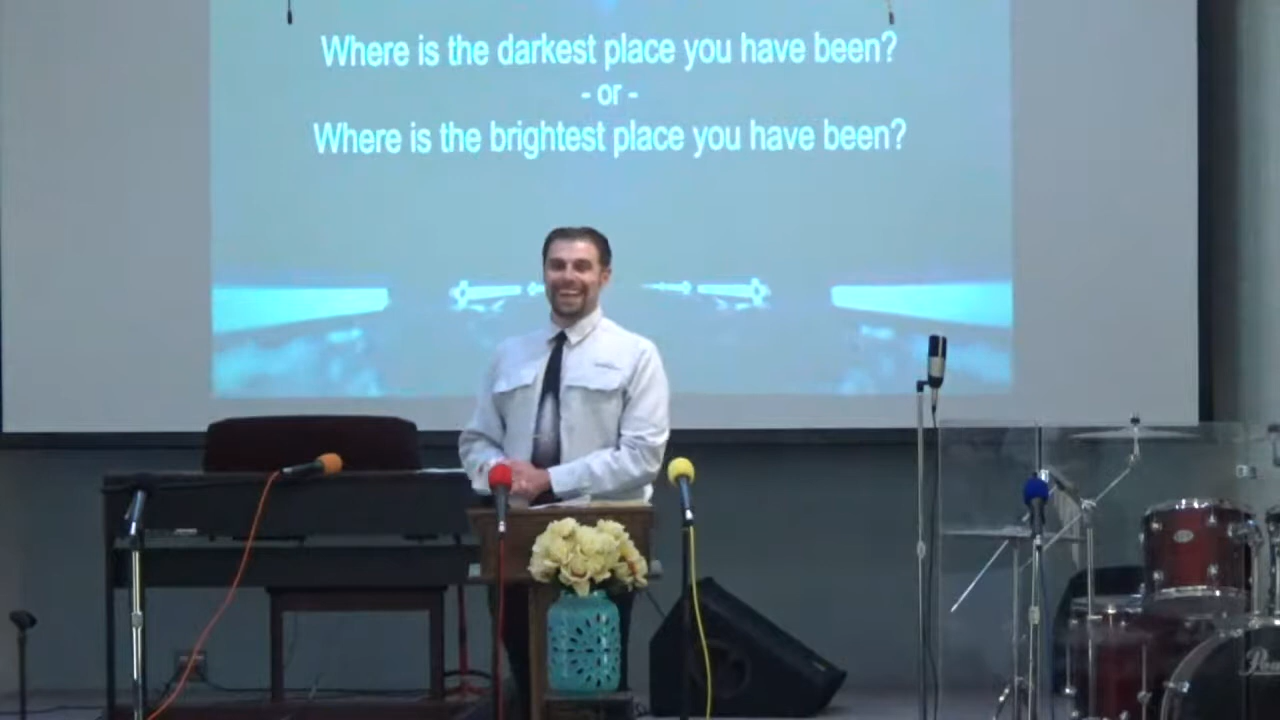 Where is the darkest place you have been?
- or -
Where is the brightest place you have been?